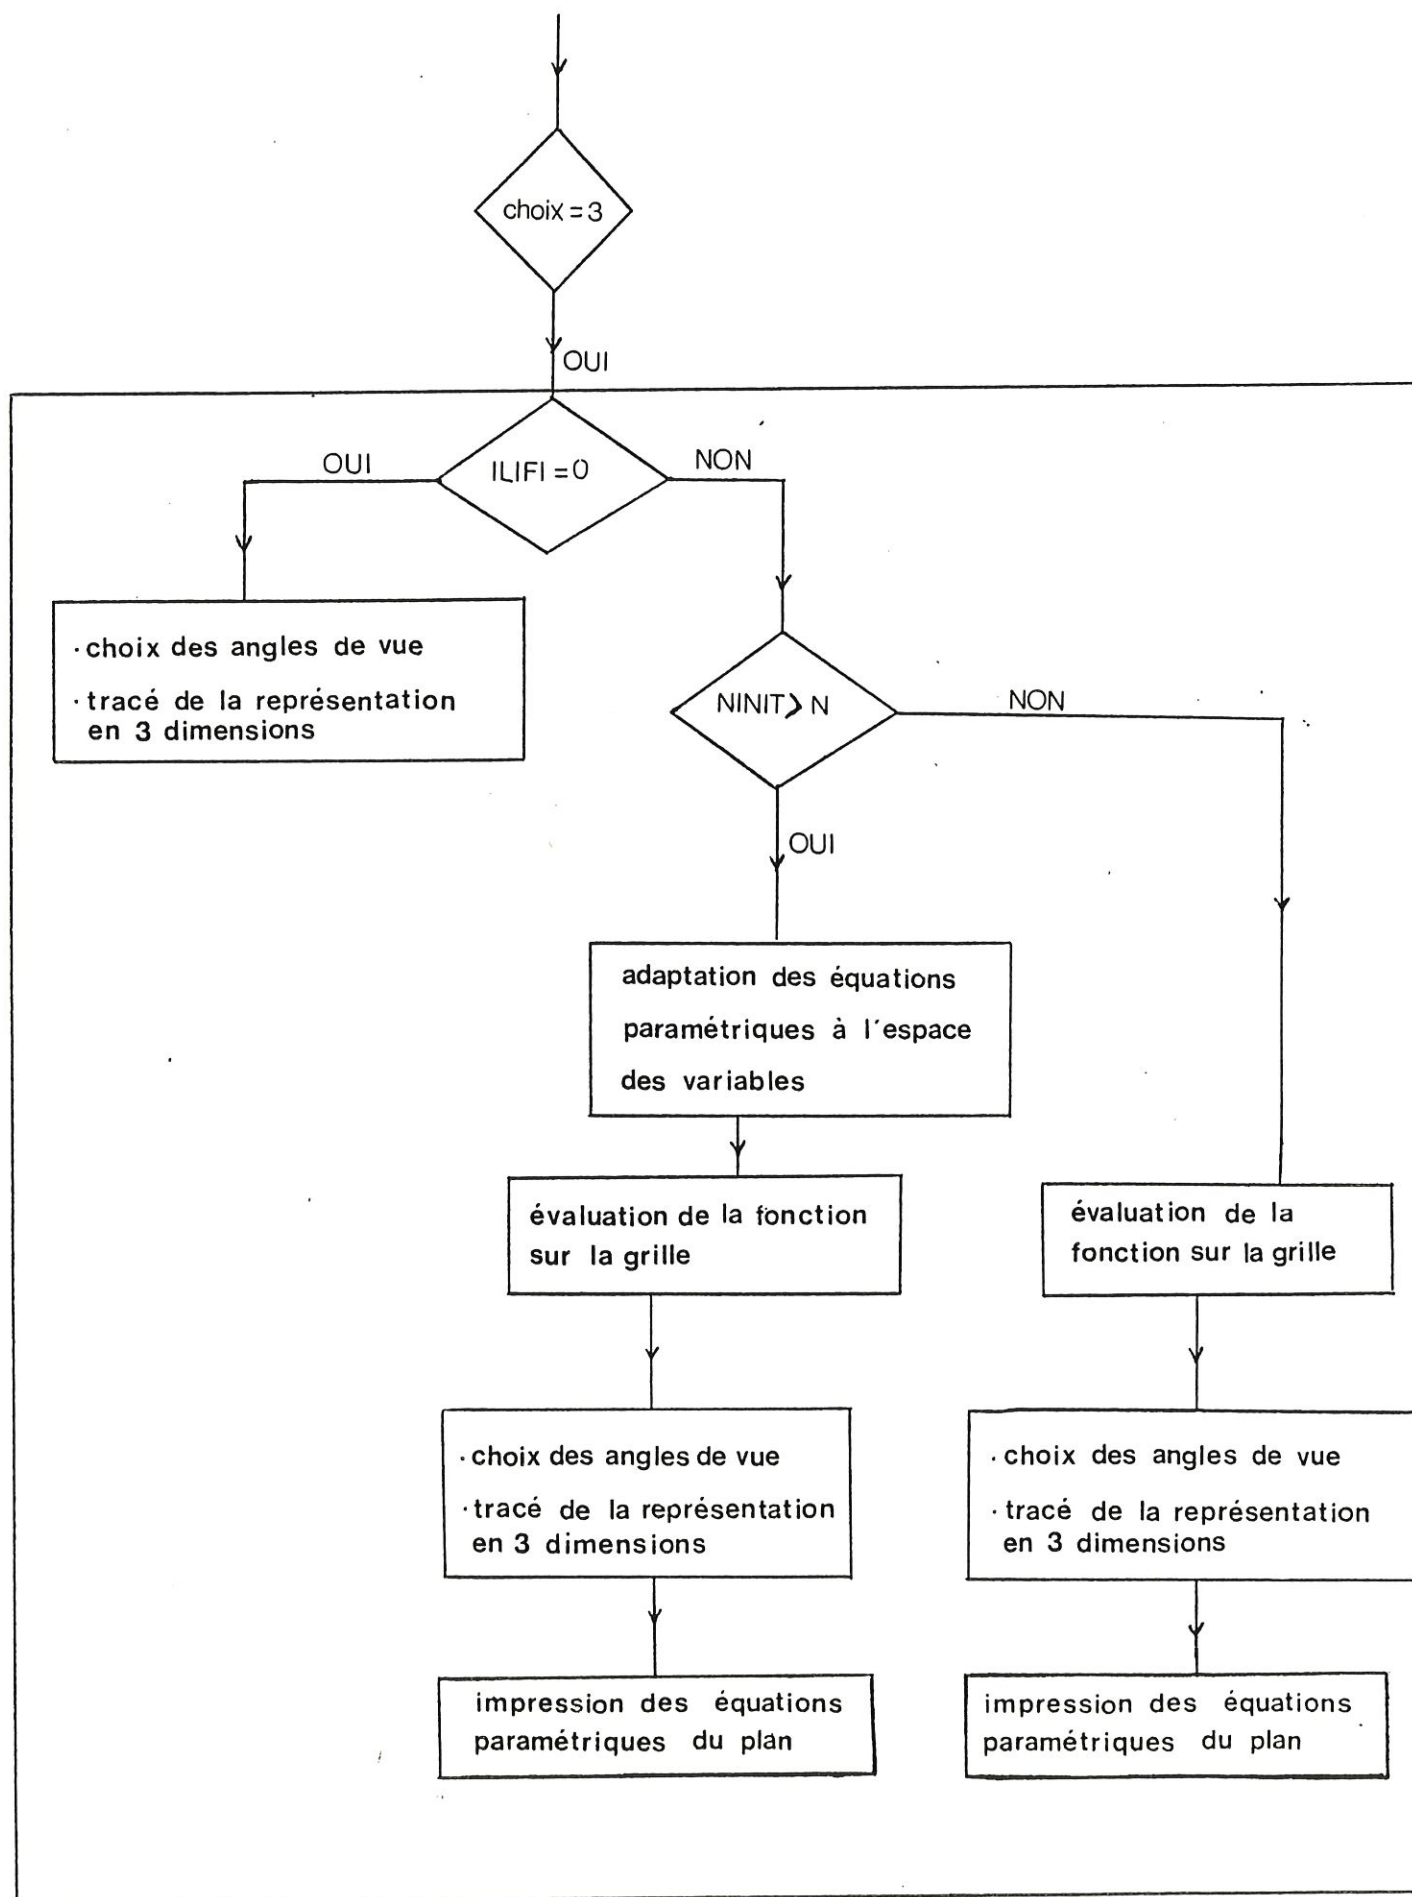 choix = 3
OUI
ILIFI = 0
OUI
NON
· choix des angles de vue
· tracé de la représentation
en 3 dimensions
NINIT > N
NON
OUI
adaptation des équations
paramétriques à l'espace
des variables
évaluation de la fonction
sur la grille
évaluation de la
fonction sur la grille
· choix des angles de vue
· tracé de la représentation
en 3 dimensions
· choix des angles de vue
· tracé de la représentation
en 3 dimensions
impression des équations
paramétriques du plan
impression des équations
paramétriques du plan